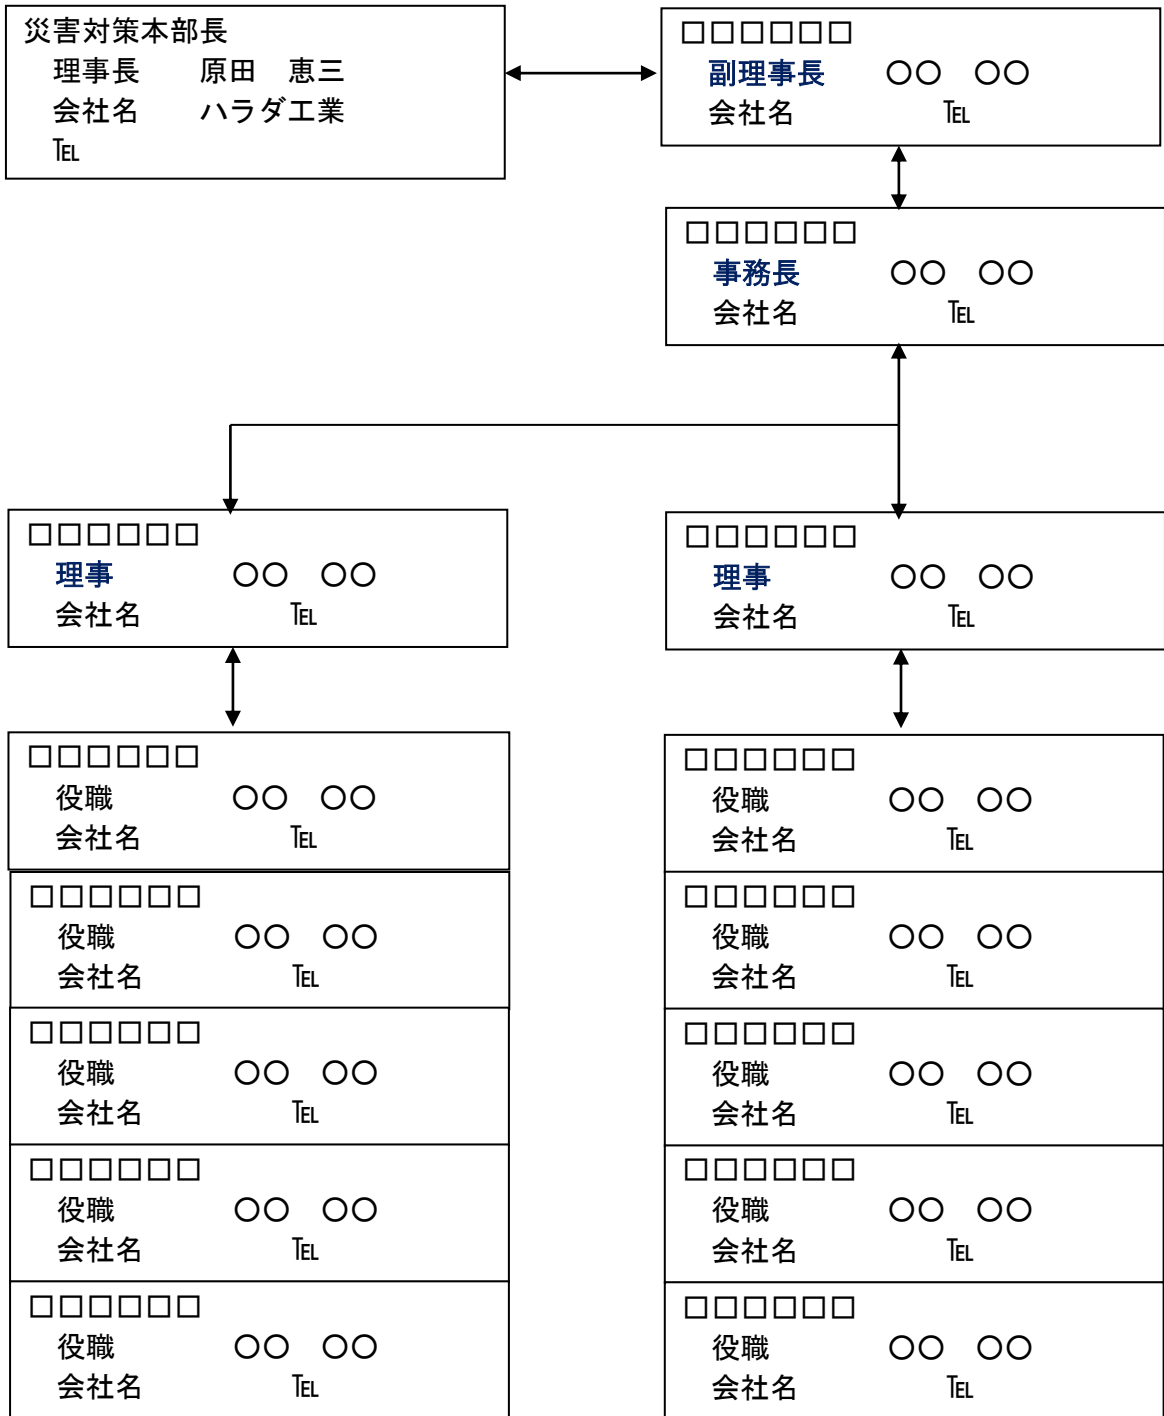 災害対策本部長
理事長　　原田　恵三
会社名　　ハラダ工業
℡
□□□□□□
副理事長　　〇〇　〇〇
会社名　　　　　℡
□□□□□□
事務長　　　〇〇　〇〇
会社名　　　　　℡
□□□□□□
理事　　　　〇〇　〇〇
会社名　　　　　℡
□□□□□□
理事　　　　〇〇　〇〇
会社名　　　　　℡
□□□□□□
役職　　　　〇〇　〇〇
会社名　　　　　℡
□□□□□□
役職　　　　〇〇　〇〇
会社名　　　　　℡
□□□□□□
役職　　　　〇〇　〇〇
会社名　　　　　℡
□□□□□□
役職　　　　〇〇　〇〇
会社名　　　　　℡
□□□□□□
役職　　　　〇〇　〇〇
会社名　　　　　℡
□□□□□□
役職　　　　〇〇　〇〇
会社名　　　　　℡
□□□□□□
役職　　　　〇〇　〇〇
会社名　　　　　℡
□□□□□□
役職　　　　〇〇　〇〇
会社名　　　　　℡
□□□□□□
役職　　　　〇〇　〇〇
会社名　　　　　℡
□□□□□□
役職　　　　〇〇　〇〇
会社名　　　　　℡